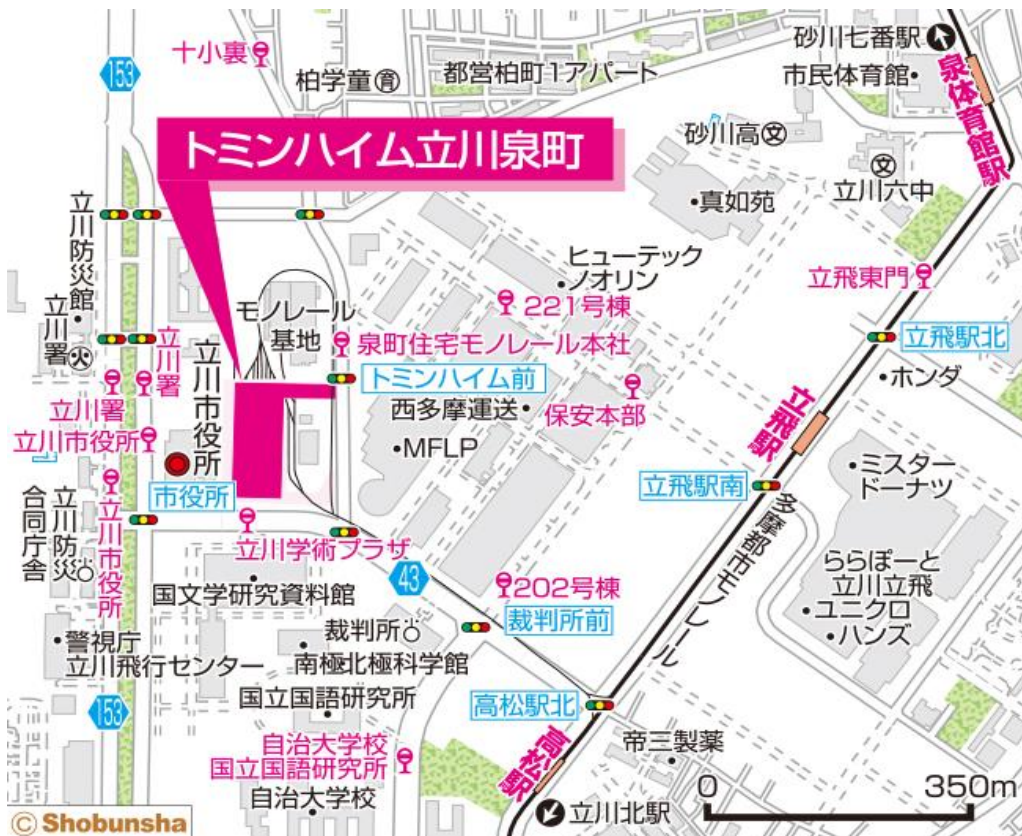 十小裏
153
柏学童
育
都営柏町1アパート
砂川七番駅
市民体育館
泉体育館駅
トミンハイム立川泉町
砂川高
文
文
立川六中
真如苑
立川防災館
ヒューテック
ノオリン
立飛東門
モノレール
基地
221号棟
立川署
火
立川署
立川市役所
泉町住宅モノレール本社
立飛駅北
トミンハイム前
ホンダ
立川署
西多摩運送
保安本部
立飛駅
立川市役所
MFLP
ミスター
ドーナツ
市役所
立飛駅南
立川防災
合同庁舎
立川市役所
立川学術プラザ
多摩都市モノレール
ららぽーと
立川立飛
43
国文学研究資料館
202号棟
ユニクロ
ハンズ
裁判所
裁判所前
警視庁
立川飛行センター
南極北極科学館
国立国語研究所
高松駅北
153
自治大学校
国立国語研究所
高松駅
帝三製薬
自治大学校
立川北駅
0
350m
© Shobunsha